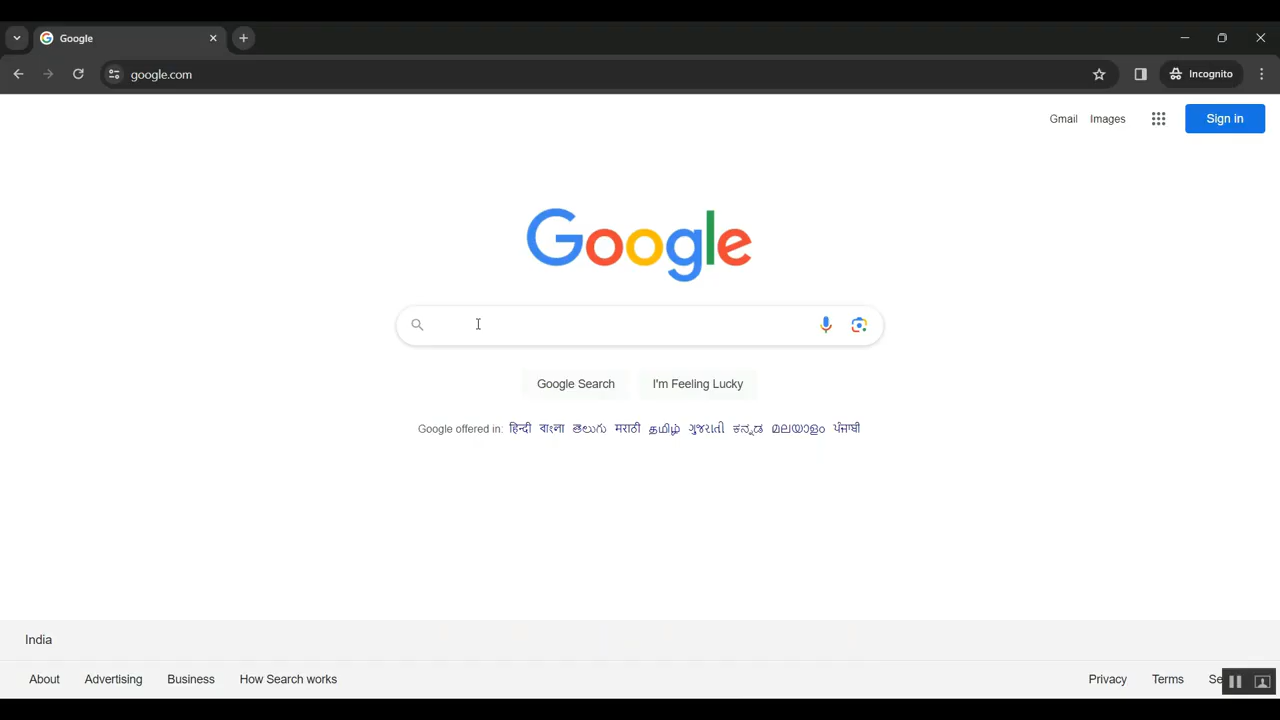 Google
google.com
Incognito
Gmail Images
Sign in
Google
Google Search I'm Feeling Lucky
Google offered in: हिन्दी বাংলা తెలుగు मराठी தமிழ் ગુજરાતી ಕನ್ನಡ മലയാളം ਪੰਜਾਬੀ
India
About Advertising Business How Search works Privacy Terms Se